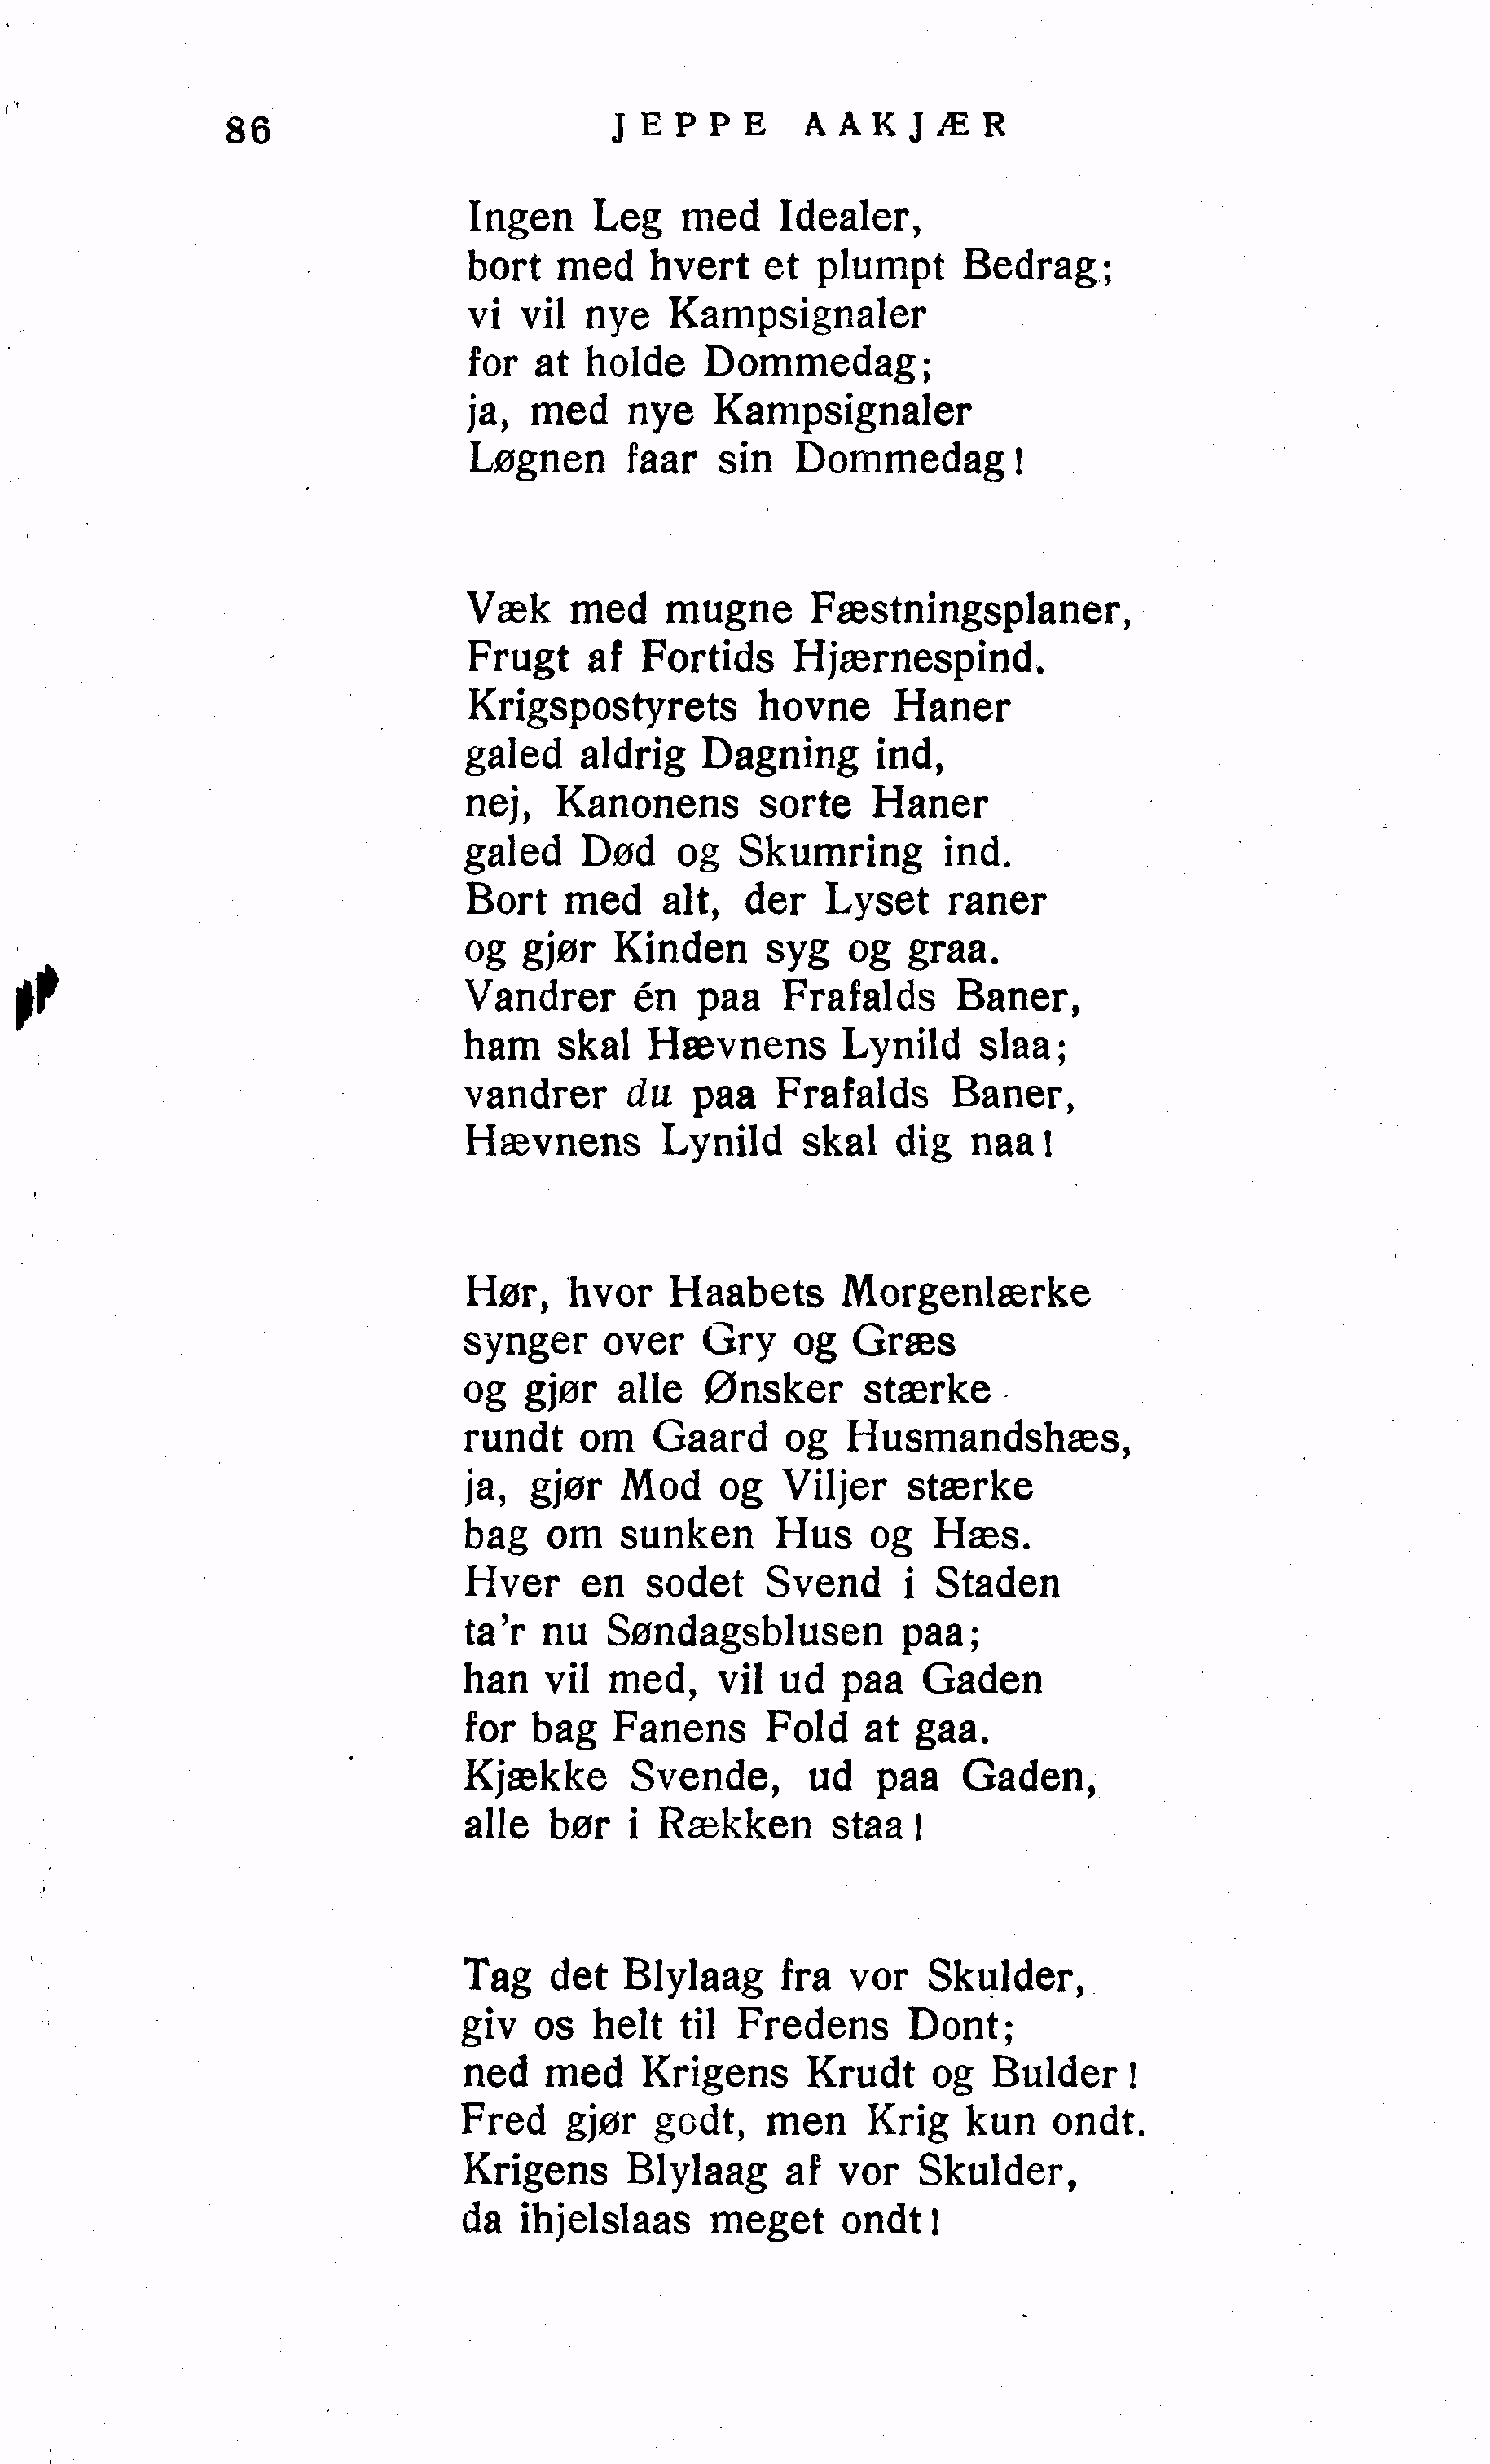 86 JEPPE AAKJÆR
Ingen Leg med Idealer,
bort med hvert et plumpt Bedrag;
vi vil nye Kampsignaler
for at holde Dommedag;
ja, med nye Kampsignaler
Løgnen faar sin Dommedag!
Væk med mugne Fæstningsplaner,
Frugt af Fortids Hjærnespind.
Krigspostyrets hovne Haner
galed aldrig Dagning ind,
nej, Kanonens sorte Haner
galed Død og Skumring ind.
Bort med alt, der Lyset raner
og gjør Kinden syg og graa.
Vandrer én paa Frafalds Baner,
ham skal Hævnens Lynild slaa;
vandrer du paa Frafalds Baner,
Hævnens Lynild skal dig naa!
Hør, hvor Haabets Morgenlærke
synger over Gry og Græs
og gjør alle Ønsker stærke
rundt om Gaard og Husmandshæs,
ja, gjør Mod og Viljer stærke
bag om sunken Hus og Hæs.
Hver en sodet Svend i Staden
ta'r nu Søndagsblusen paa;
han vil med, vil ud paa Gaden
for bag Fanens Fold at gaa.
Kjække Svende, ud paa Gaden,
alle bør i Rækken staa!
Tag det Blylaag fra vor Skulder,
giv os helt til Fredens Dont;
ned med Krigens Krudt og Bulder!
Fred gjør godt, men Krig kun ondt.
Krigens Blylaag af vor Skulder,
da ihjelslaas meget ondt!